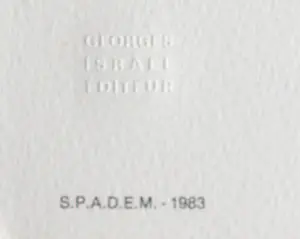 GEORGES
ISRAEL
EDITEUR
S.P.A.D.E.M. - 1983